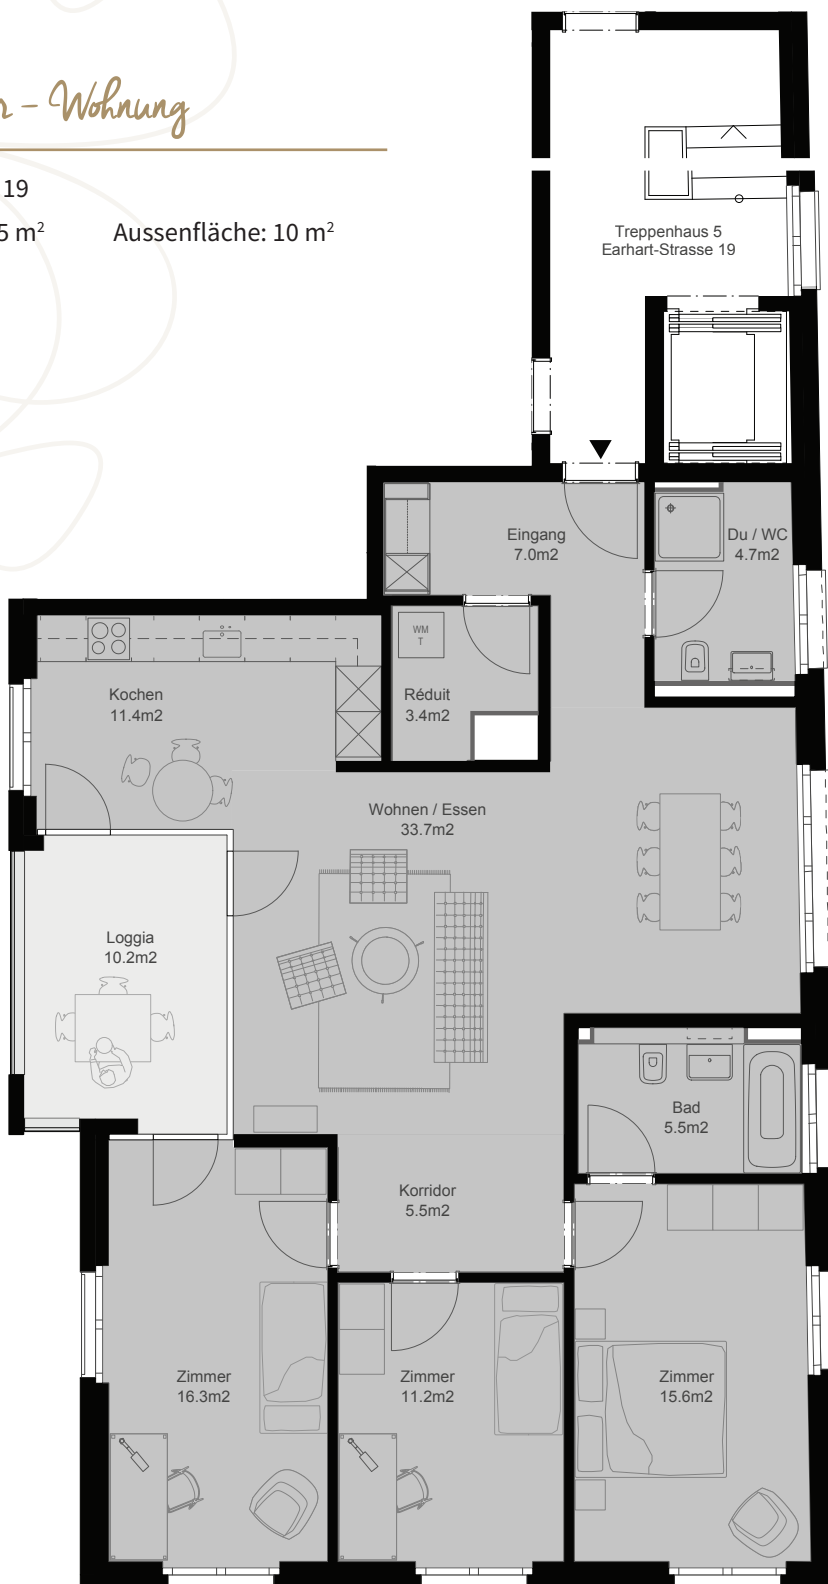 r – Wohnung
19
5 m² Aussenfläche: 10 m²
Treppenhaus 5
Earhart-Strasse 19
Eingang
7.0m2
Du / WC
4.7m2
WM
T
Réduit
3.4m2
Kochen
11.4m2
Wohnen / Essen
33.7m2
Loggia
10.2m2
Bad
5.5m2
Korridor
5.5m2
Zimmer
16.3m2
Zimmer
11.2m2
Zimmer
15.6m2